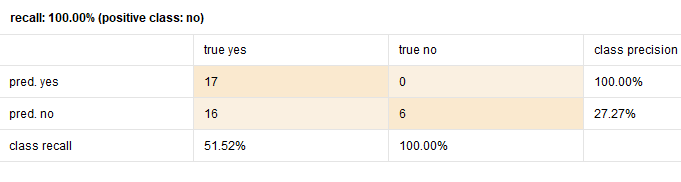 recall: 100.00% (positive class: no)
true yes true no class precision
pred. yes 17 0 100.00%
pred. no 16 6 27.27%
class recall 51.52% 100.00%